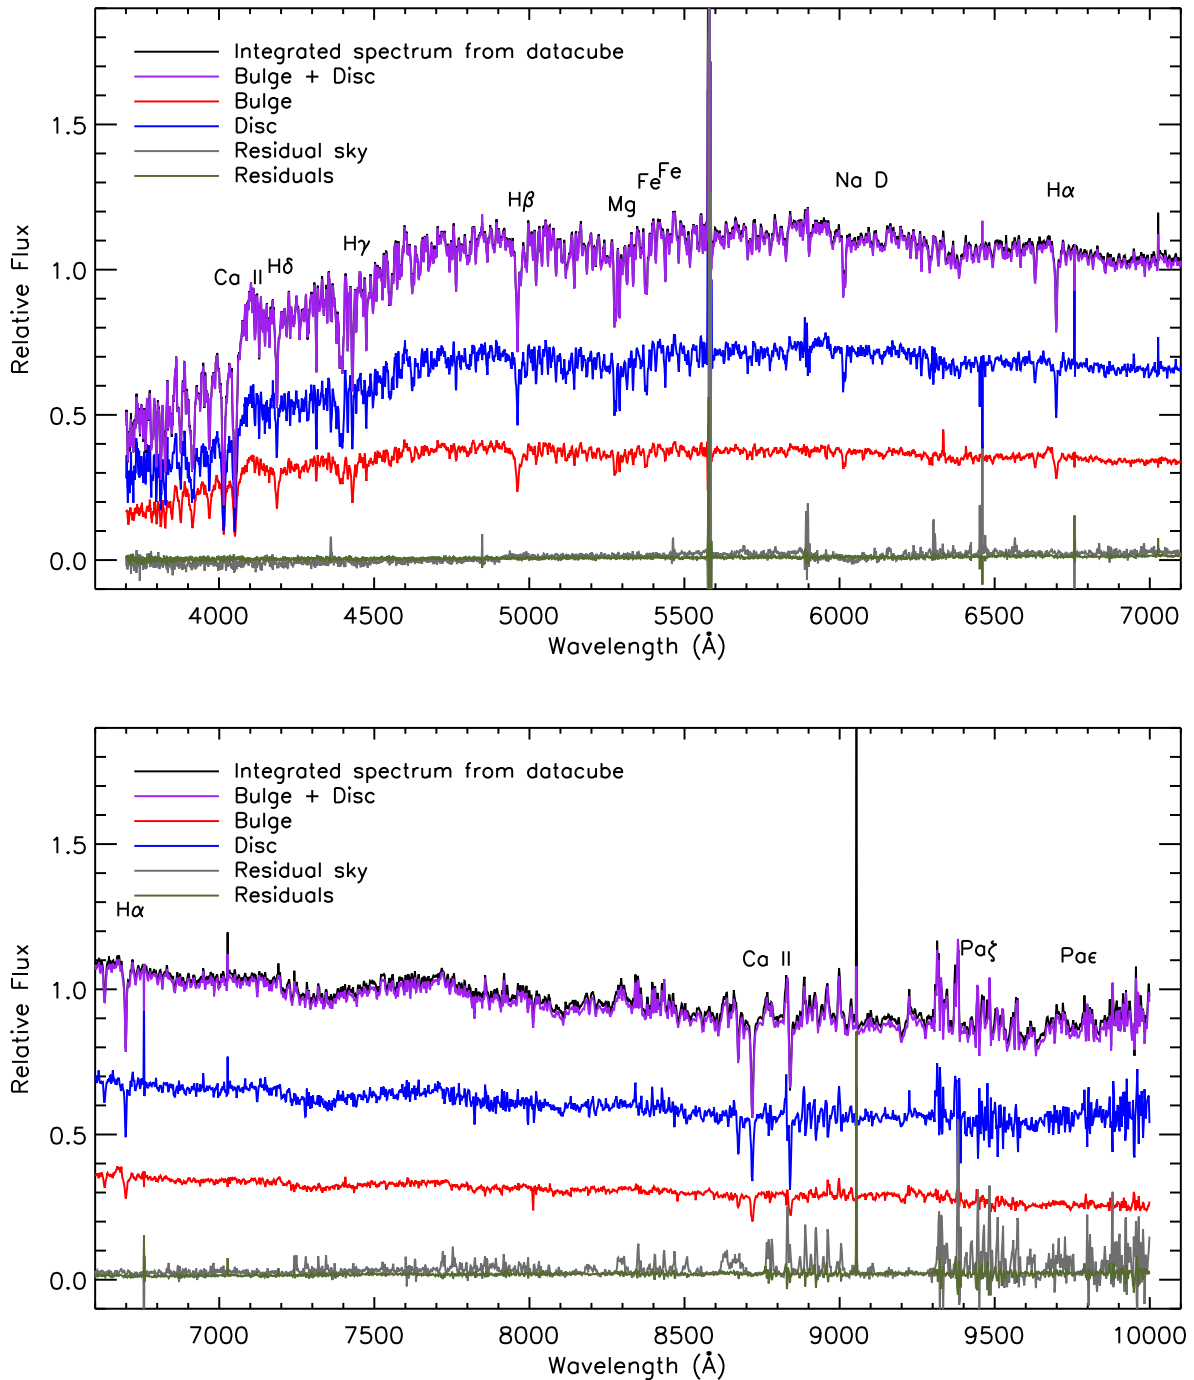 Integrated spectrum from datacube
Bulge + Disc
Bulge
Disc
Residual sky
Residuals
Ca II
Hδ
Hγ
Hβ
Mg
Fe
Fe
Na D
Hα
1.5
1.0
0.5
0.0
Relative Flux
4000 4500 5000 5500 6000 6500 7000
Wavelength (Å)
Integrated spectrum from datacube
Bulge + Disc
Bulge
Disc
Residual sky
Residuals
Hα
Ca II
Paζ
Paϵ
1.5
1.0
0.5
0.0
Relative Flux
7000 7500 8000 8500 9000 9500 10000
Wavelength (Å)